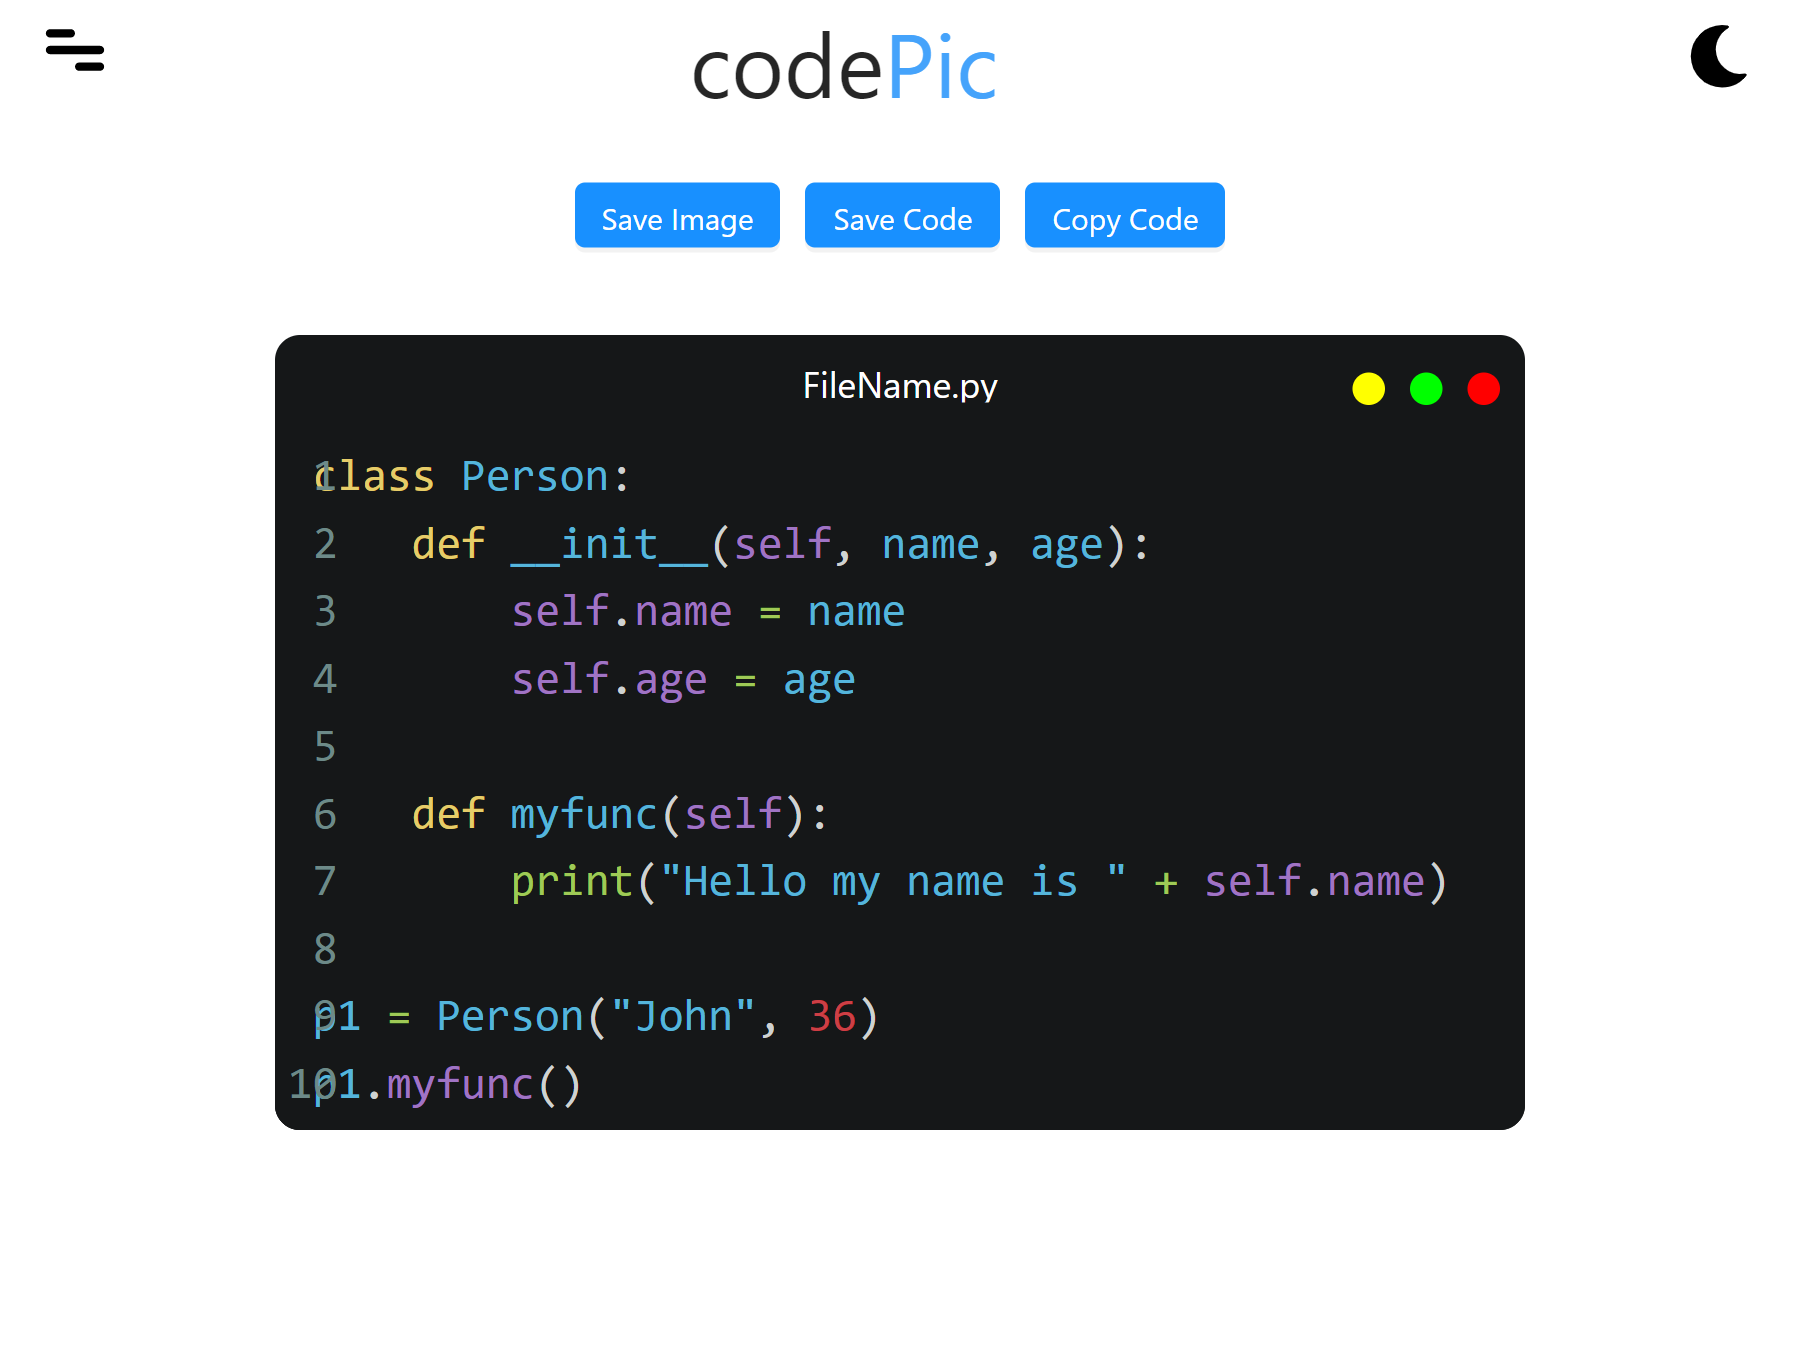 codePic
Save Image Save Code Copy Code
FileName.py
1 class Person:
2    def __init__(self, name, age):
3        self.name = name
4        self.age = age
5
6    def myfunc(self):
7        print("Hello my name is " + self.name)
8
9 p1 = Person("John", 36)
10 p1.myfunc()